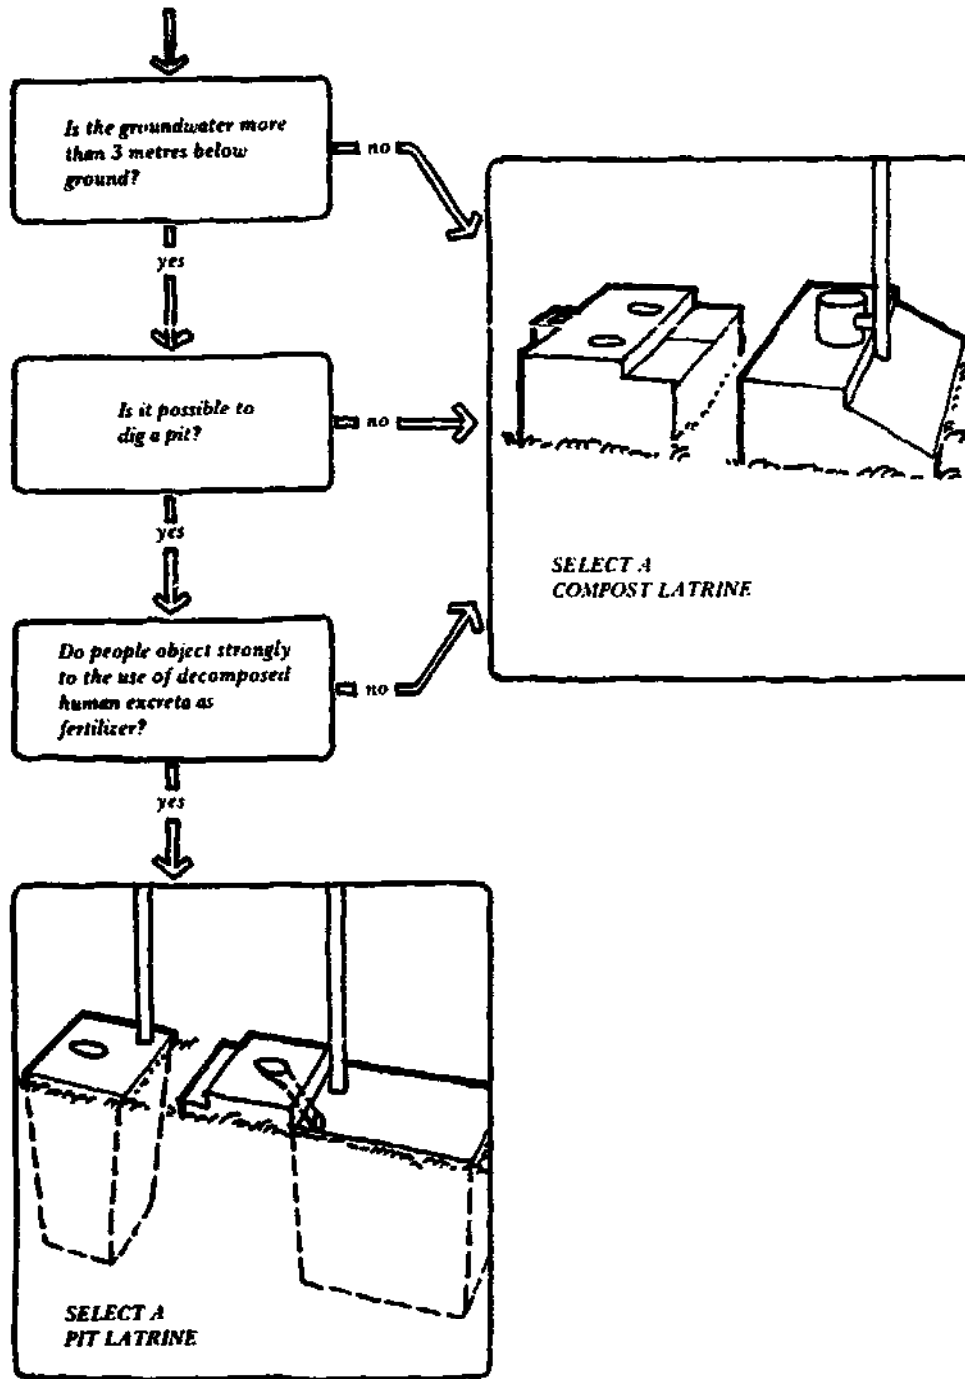 Is the groundwater more
than 3 metres below
ground?
no
yes
Is it possible to
dig a pit?
no
yes
SELECT A
COMPOST LATRINE
Do people object strongly
to the use of decomposed
human excreta as
fertilizer?
no
yes
SELECT A
PIT LATRINE